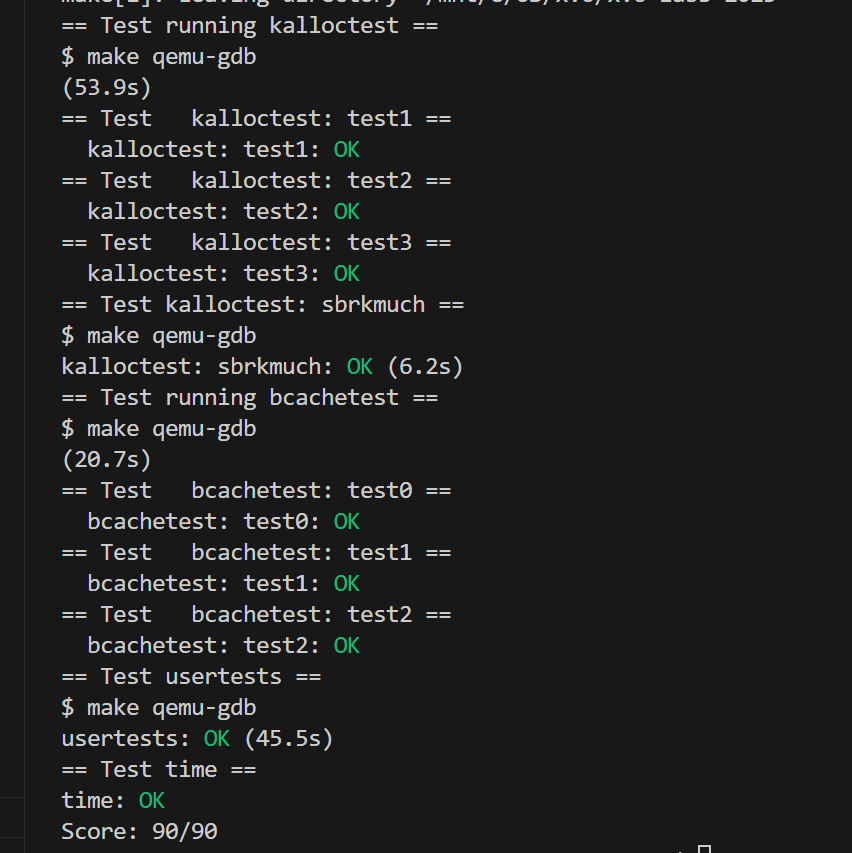 == Test running kalloctest ==
$ make qemu-gdb
(53.9s)
== Test   kalloctest: test1 ==
  kalloctest: test1: OK
== Test   kalloctest: test2 ==
  kalloctest: test2: OK
== Test   kalloctest: test3 ==
  kalloctest: test3: OK
== Test kalloctest: sbrkmuch ==
$ make qemu-gdb
kalloctest: sbrkmuch: OK (6.2s)
== Test running bcachetest ==
$ make qemu-gdb
(20.7s)
== Test   bcachetest: test0 ==
  bcachetest: test0: OK
== Test   bcachetest: test1 ==
  bcachetest: test1: OK
== Test   bcachetest: test2 ==
  bcachetest: test2: OK
== Test usertests ==
$ make qemu-gdb
usertests: OK (45.5s)
== Test time ==
time: OK
Score: 90/90